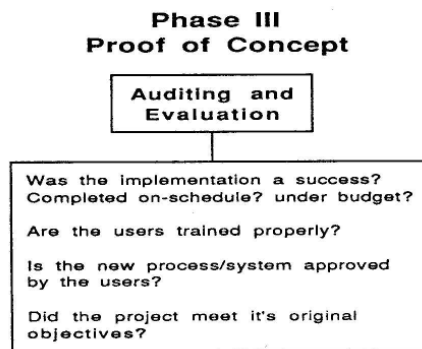 Phase III
Proof of Concept
Auditing and
Evaluation
Was the implementation a success?
Completed on-schedule? under budget?
Are the users trained properly?
Is the new process/system approved
by the users?
Did the project meet it's original
objectives?